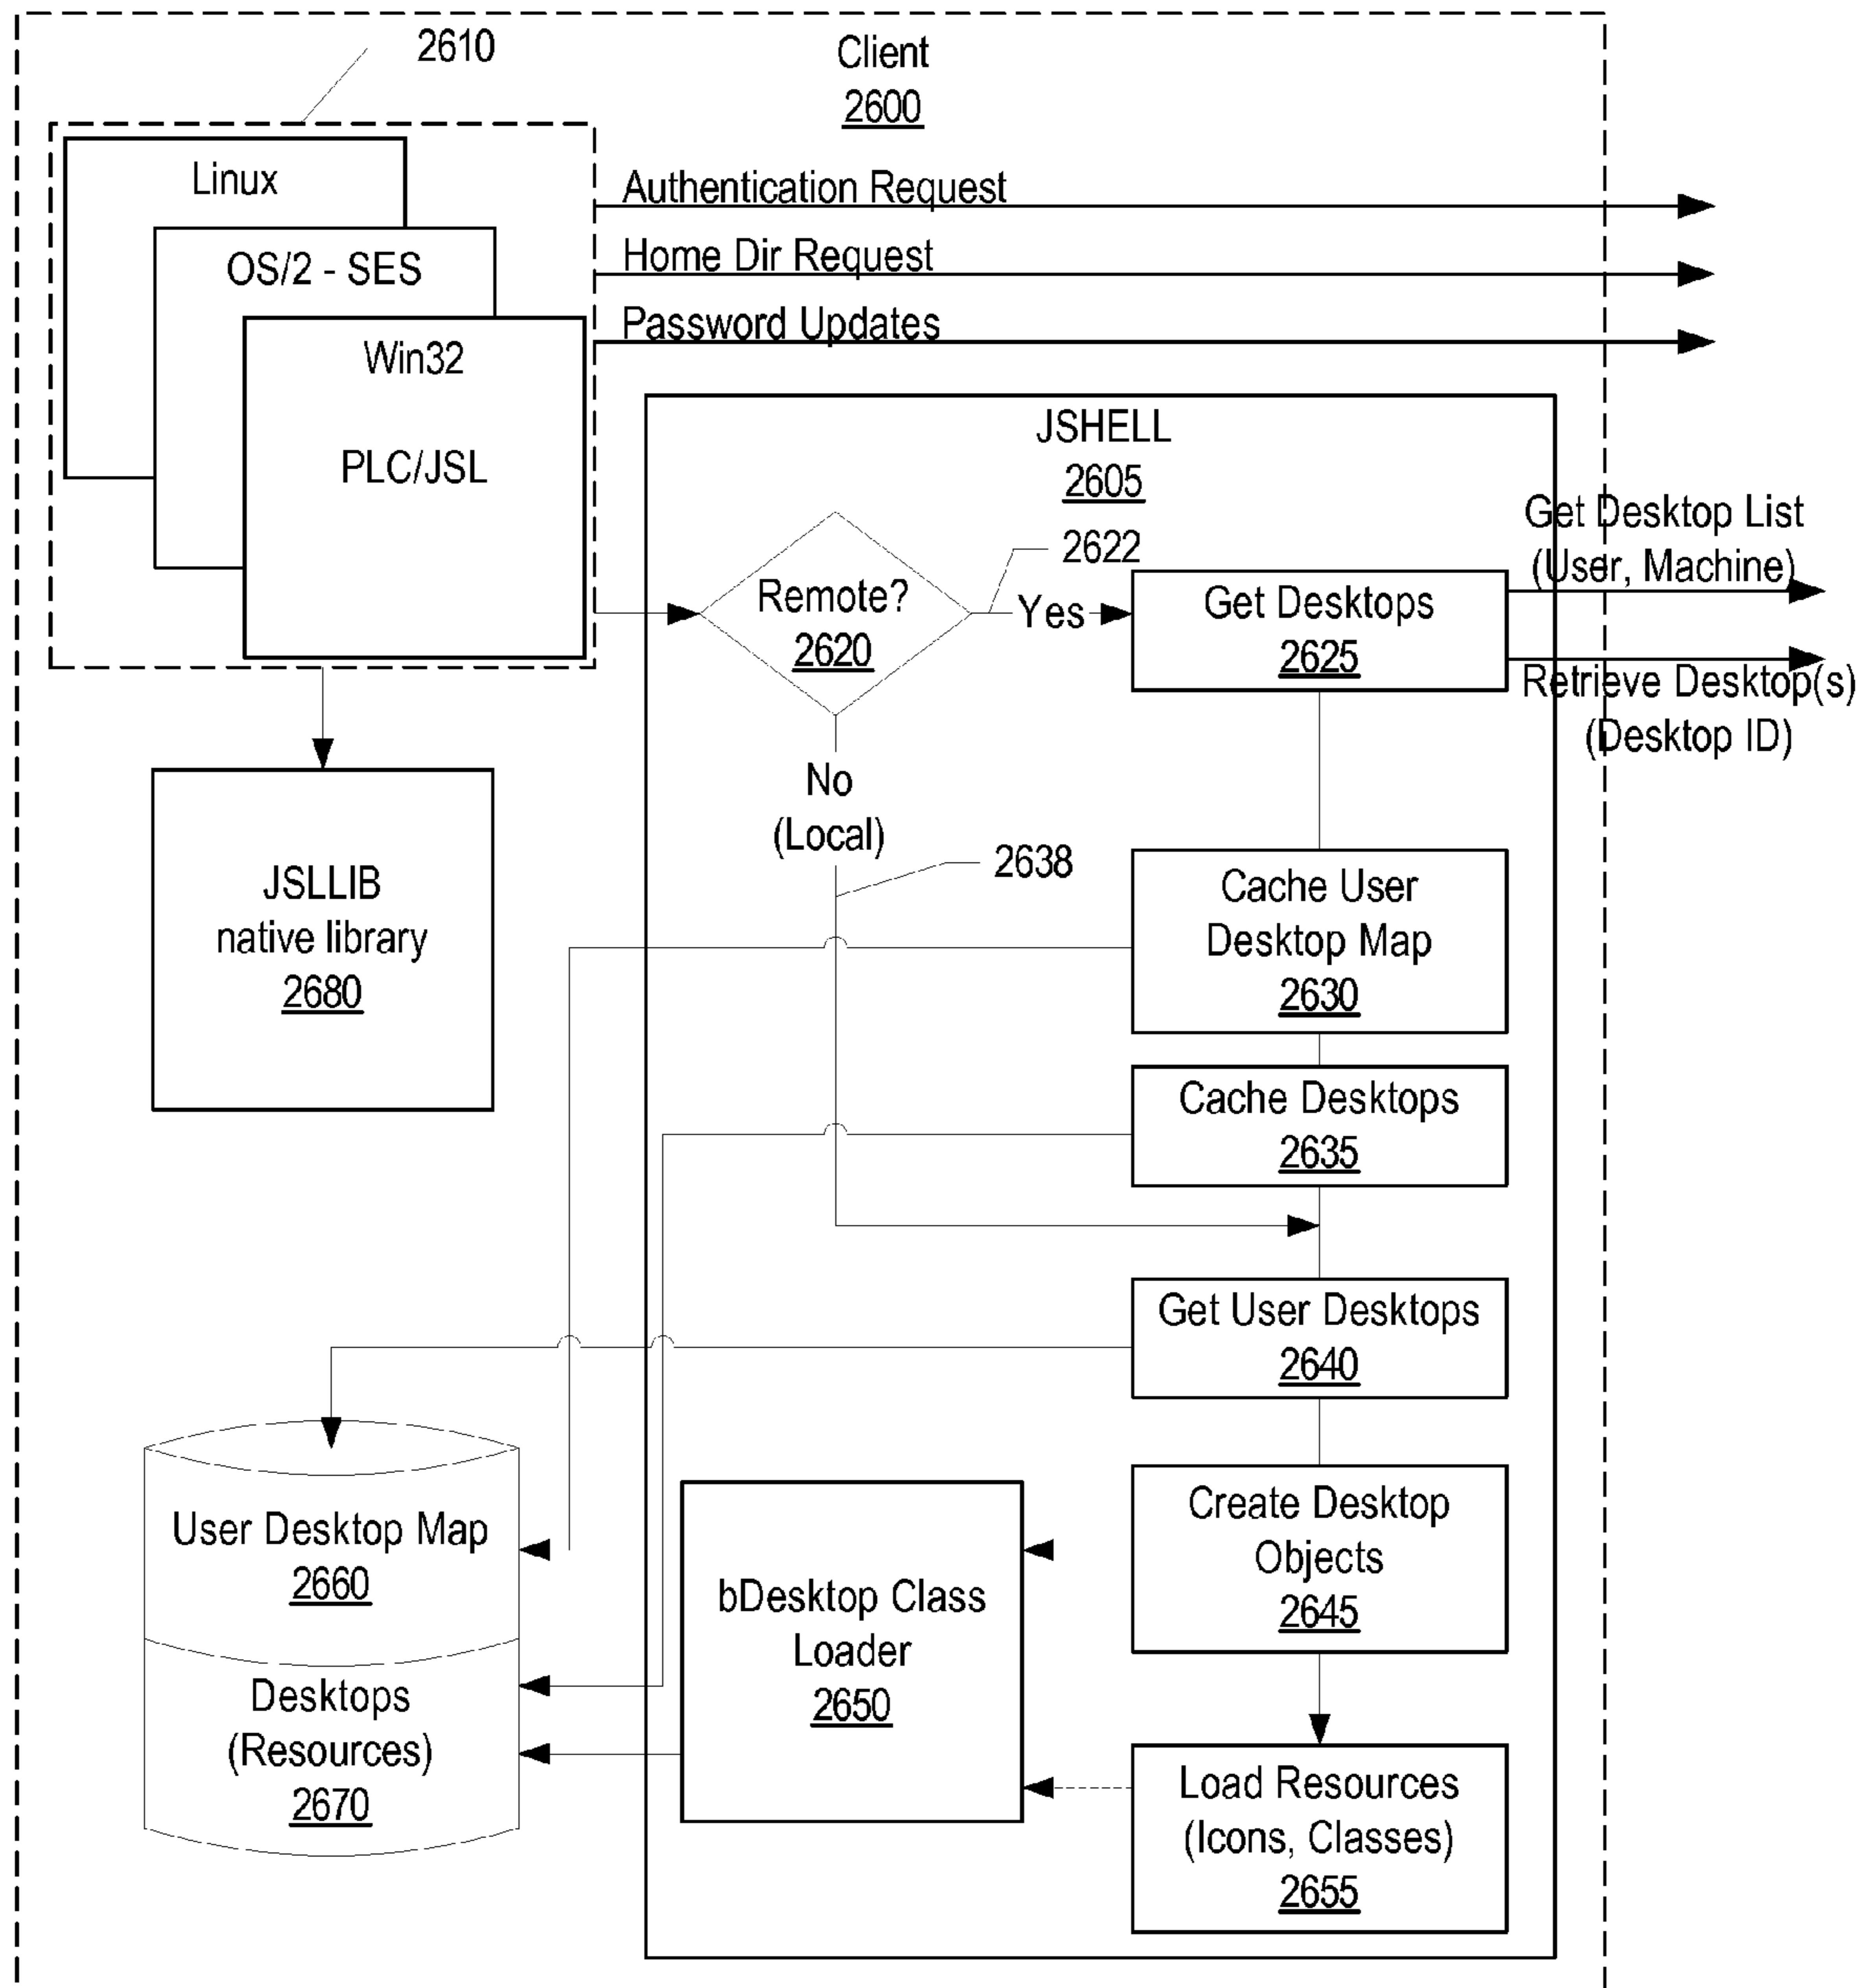 2610
Client
2600
Linux
Authentication Request
OS/2 - SES
Home Dir Request
Password Updates
Win32
PLC/JSL
JSHELL
2605
Get Desktop List
(User, Machine)
2622
Remote?
2620
Yes
Get Desktops
2625
Retrieve Desktop(s)
(Desktop ID)
No
(Local)
2638
JSLLIB
native library
2680
Cache User
Desktop Map
2630
Cache Desktops
2635
Get User Desktops
2640
User Desktop Map
2660
Create Desktop
Objects
2645
bDesktop Class
Loader
2650
Desktops
(Resources)
2670
Load Resources
(Icons, Classes)
2655